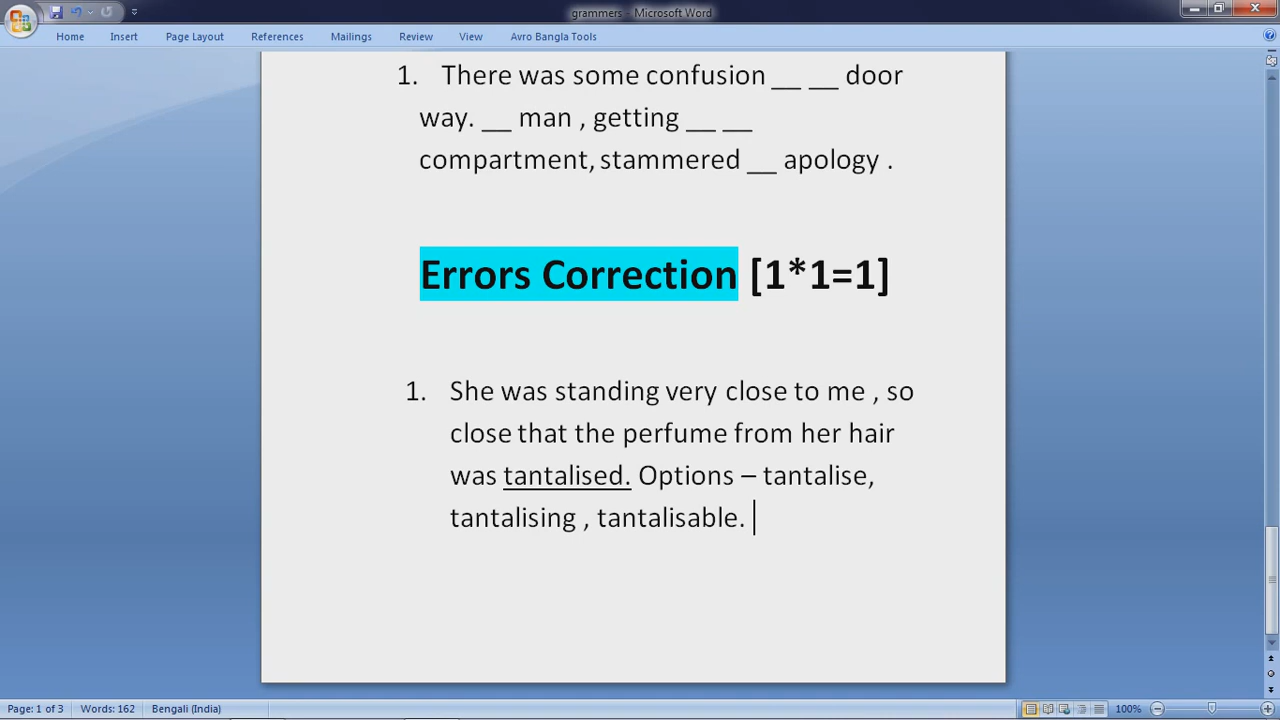 grammers - Microsoft Word
Home Insert Page Layout References Mailings Review View Avro Bangla Tools
1. There was some confusion __ __ door
way. __ man , getting __ __
compartment, stammered __ apology .
Errors Correction [1*1=1]
1. She was standing very close to me , so
close that the perfume from her hair
was tantalised. Options – tantalise,
tantalising , tantalisable.
Page: 1 of 3 Words: 162 Bengali (India) 100%